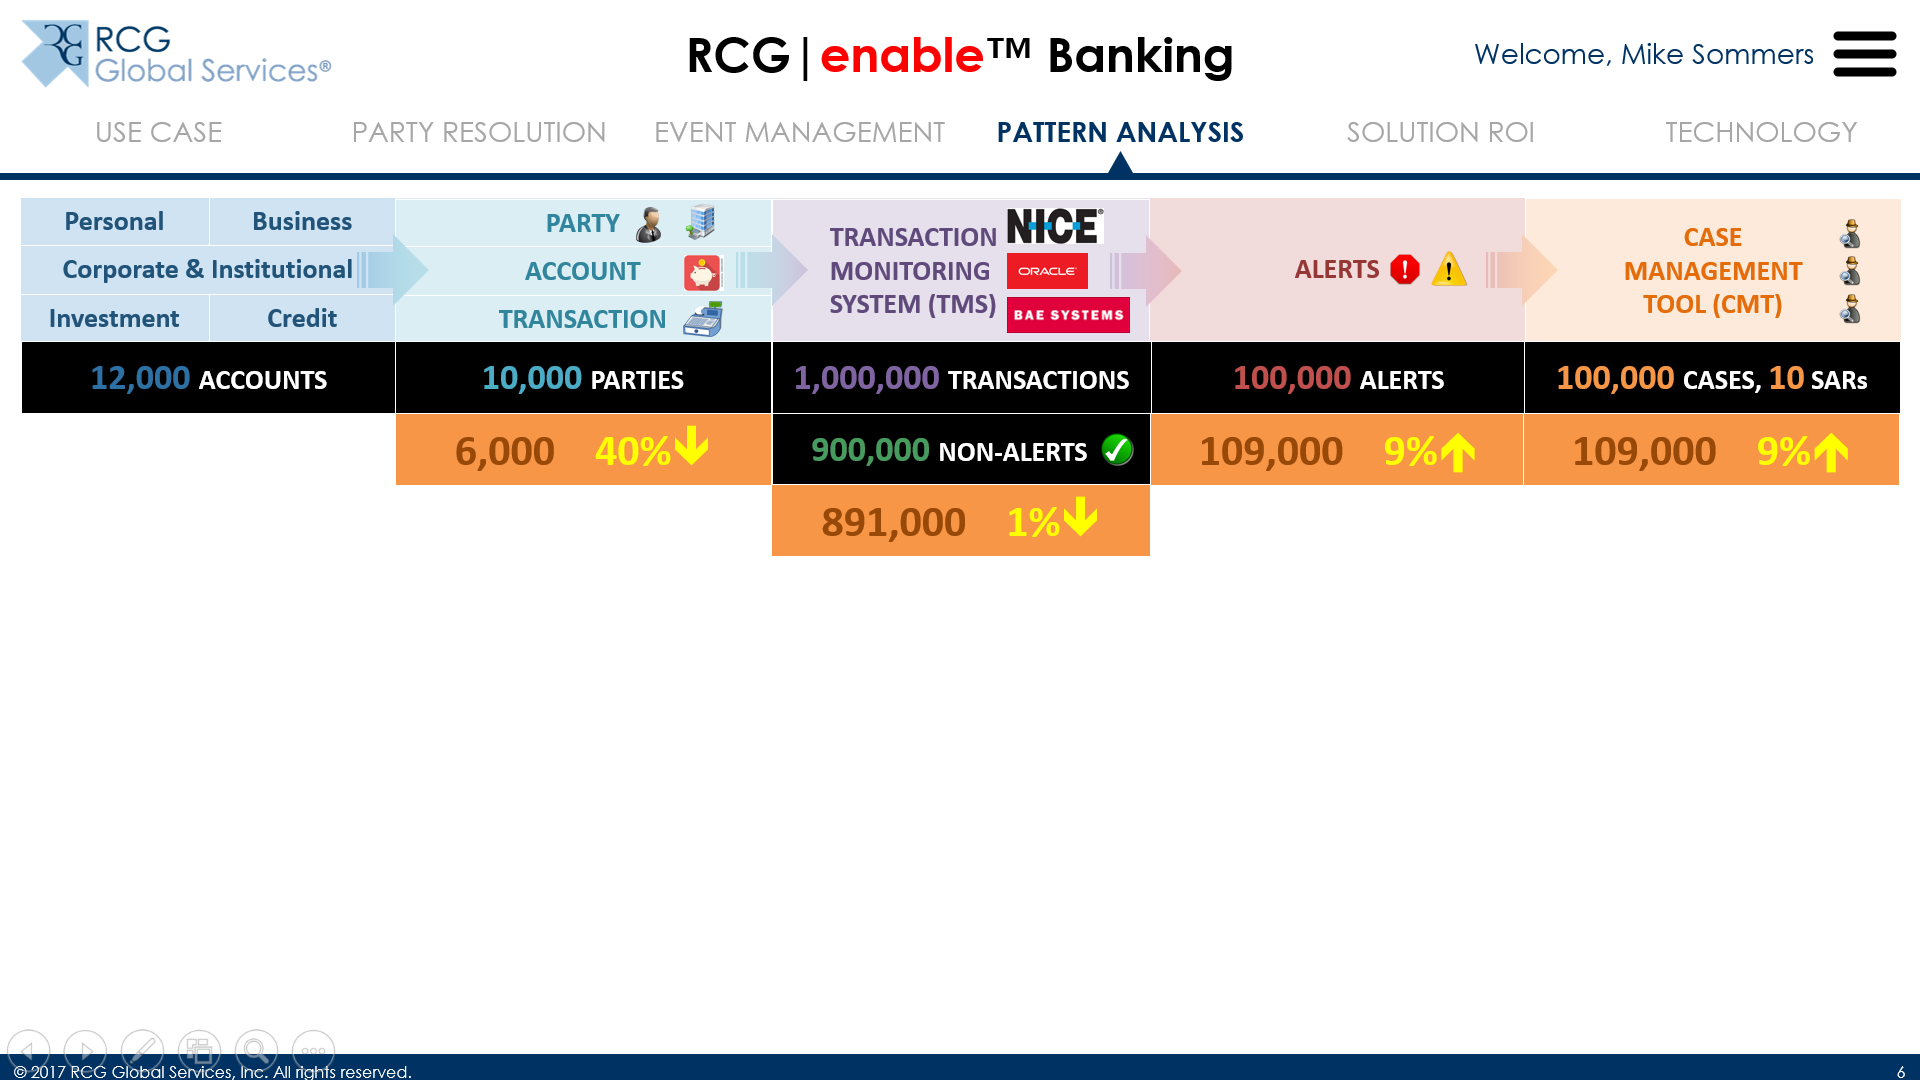 RCG
Global Services®
RCG|enable™ Banking
Welcome, Mike Sommers
USE CASE
PARTY RESOLUTION
EVENT MANAGEMENT
PATTERN ANALYSIS
SOLUTION ROI
TECHNOLOGY
Personal
Business
Corporate & Institutional
Investment
Credit
PARTY
ACCOUNT
TRANSACTION
TRANSACTION
MONITORING
SYSTEM (TMS)
NICE®
ORACLE®
BAE SYSTEMS
ALERTS
CASE
MANAGEMENT
TOOL (CMT)
12,000 ACCOUNTS
10,000 PARTIES
1,000,000 TRANSACTIONS
100,000 ALERTS
100,000 CASES, 10 SARs
6,000 40%
900,000 NON-ALERTS
109,000 9%
109,000 9%
891,000 1%
© 2017 RCG Global Services, Inc. All rights reserved.
6